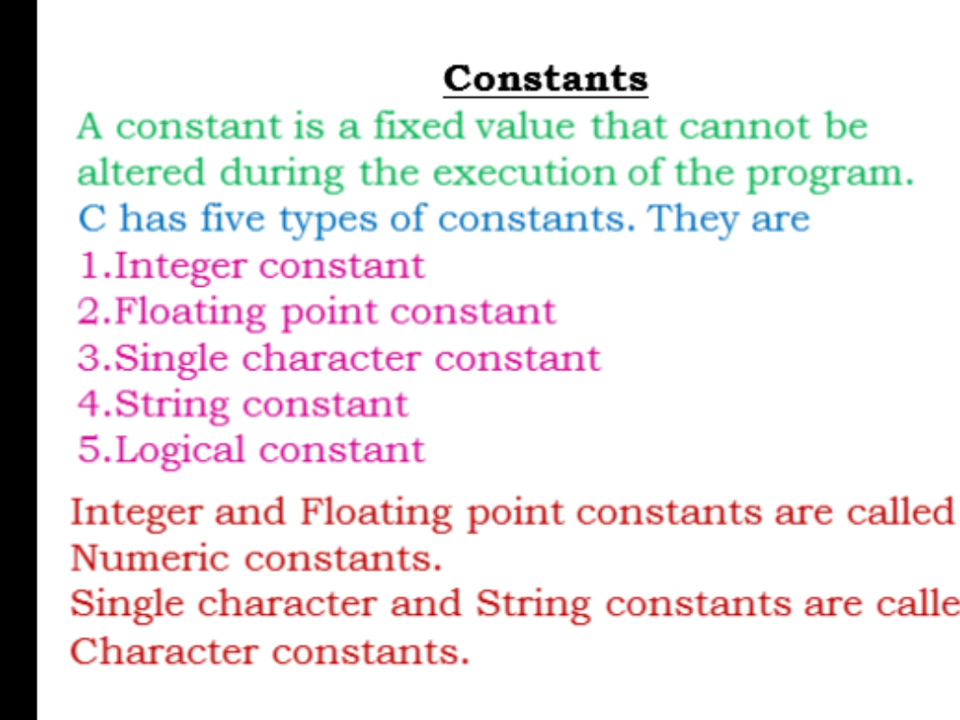 Constants
A constant is a fixed value that cannot be
altered during the execution of the program.
C has five types of constants. They are
1.Integer constant
2.Floating point constant
3.Single character constant
4.String constant
5.Logical constant
Integer and Floating point constants are called
Numeric constants.
Single character and String constants are calle
Character constants.